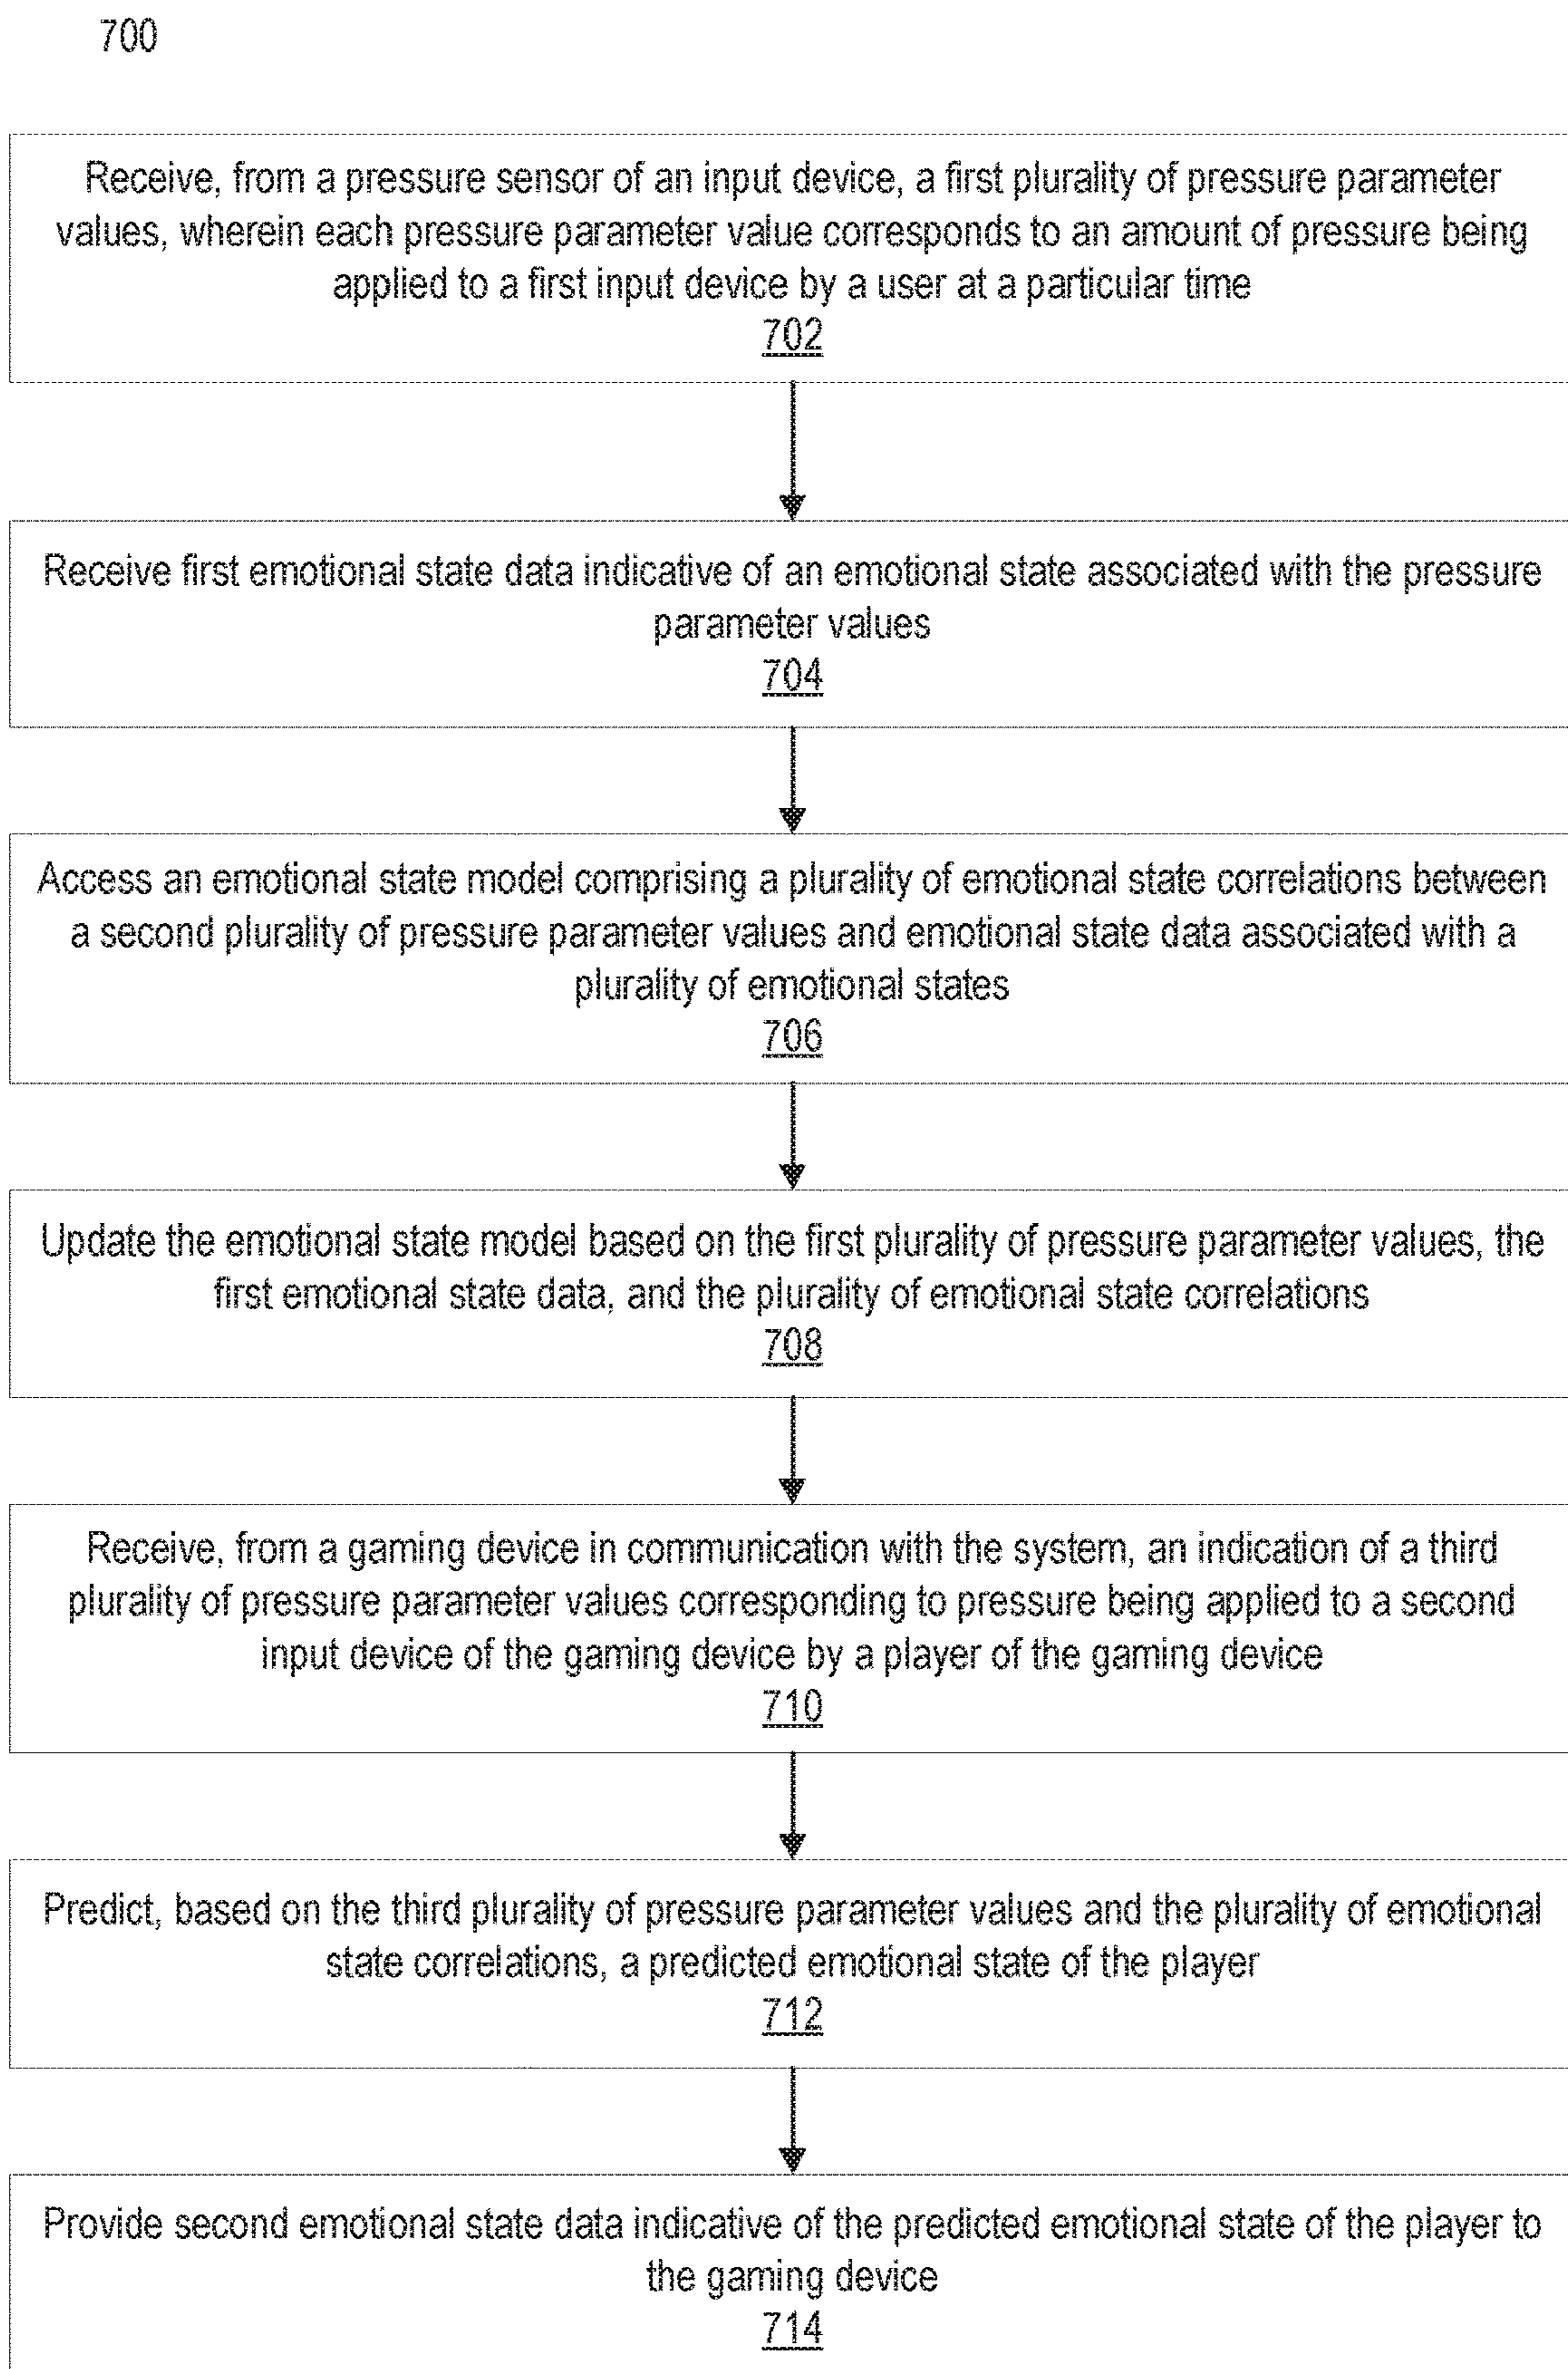 700
Receive, from a pressure sensor of an input device, a first plurality of pressure parameter
values, wherein each pressure parameter value corresponds to an amount of pressure being
applied to a first input device by a user at a particular time
702
Receive first emotional state data indicative of an emotional state associated with the pressure
parameter values
704
Access an emotional state model comprising a plurality of emotional state correlations between
a second plurality of pressure parameter values and emotional state data associated with a
plurality of emotional states
706
Update the emotional state model based on the first plurality of pressure parameter values, the
first emotional state data, and the plurality of emotional state correlations
708
Receive, from a gaming device in communication with the system, an indication of a third
plurality of pressure parameter values corresponding to pressure being applied to a second
input device of the gaming device by a player of the gaming device
710
Predict, based on the third plurality of pressure parameter values and the plurality of emotional
state correlations, a predicted emotional state of the player
712
Provide second emotional state data indicative of the predicted emotional state of the player to
the gaming device
714